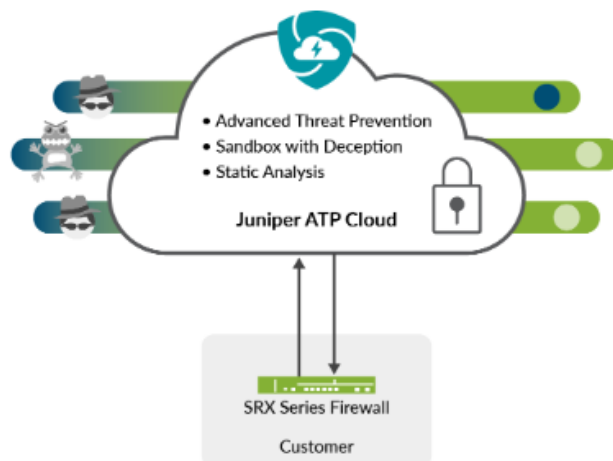 • Advanced Threat Prevention
• Sandbox with Deception
• Static Analysis
Juniper ATP Cloud
SRX Series Firewall
Customer